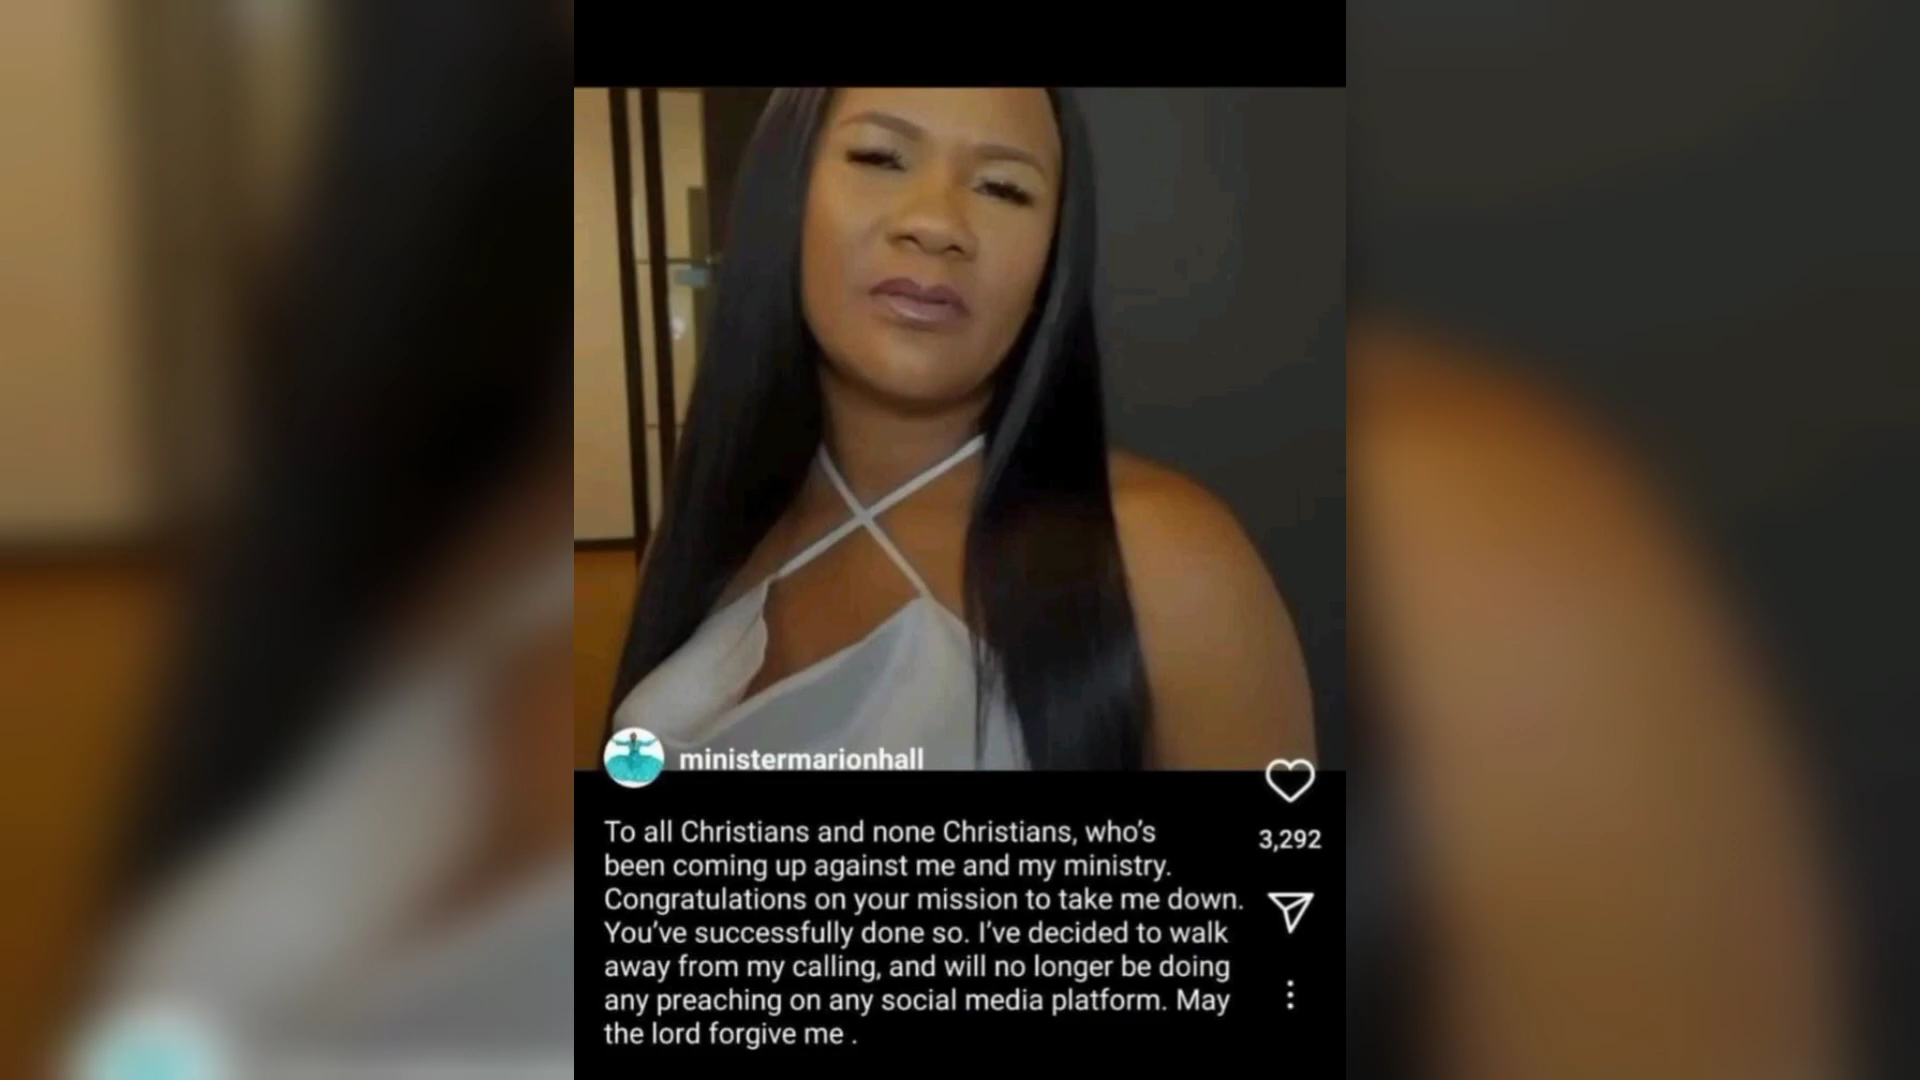 ministermarionhall
To all Christians and none Christians, who's
been coming up against me and my ministry.
Congratulations on your mission to take me down.
You've successfully done so. I've decided to walk
away from my calling, and will no longer be doing
any preaching on any social media platform. May
the lord forgive me .
3,292